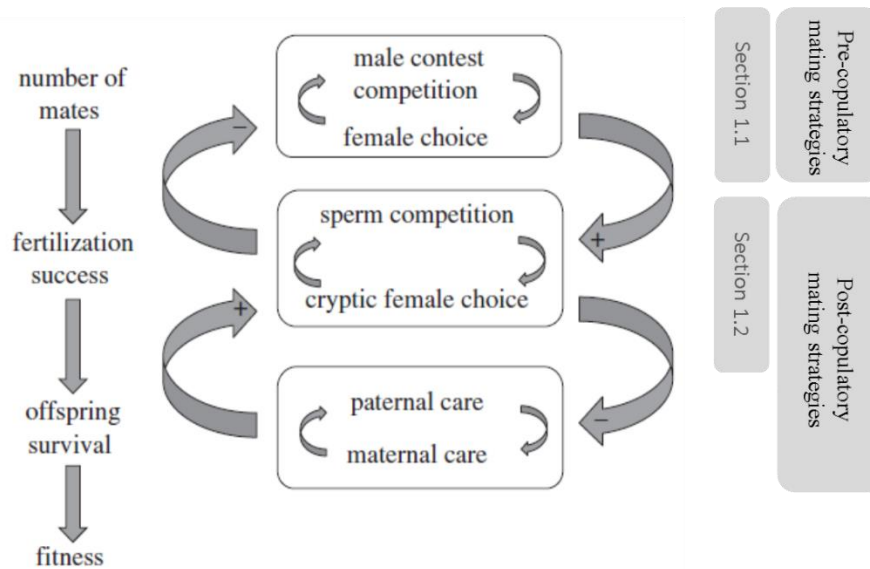 number of
mates
fertilization
success
offspring
survival
fitness
male contest
competition
female choice
sperm competition
cryptic female choice
paternal care
maternal care
−
+
+
−
Section 1.1
Pre-copulatory
mating strategies
Section 1.2
Post-copulatory
mating strategies